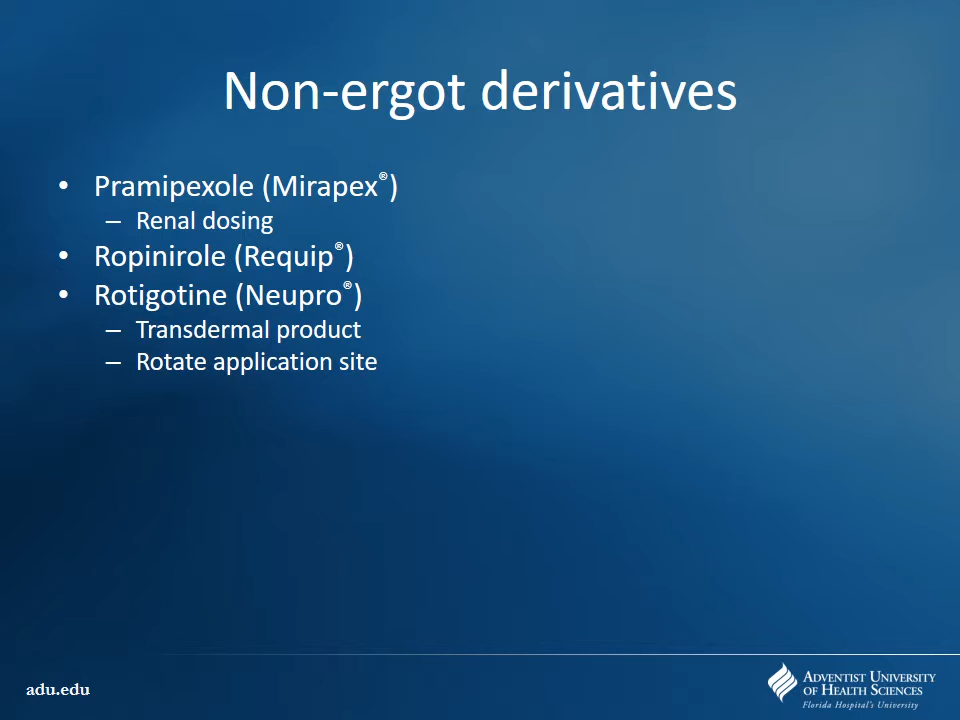 Non-ergot derivatives
• Pramipexole (Mirapex®)
– Renal dosing
• Ropinirole (Requip®)
• Rotigotine (Neupro®)
– Transdermal product
– Rotate application site
adu.edu
ADVENTIST UNIVERSITY
OF HEALTH SCIENCES
Florida Hospital's University